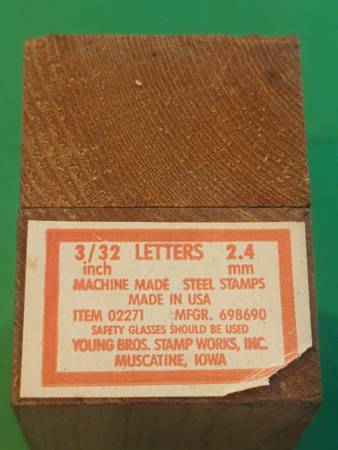 3/32 LETTERS 2.4
inch mm
MACHINE MADE STEEL STAMPS
MADE IN USA
ITEM 02271 MFGR. 698690
SAFETY GLASSES SHOULD BE USED
YOUNG BROS. STAMP WORKS, INC.
MUSCATINE, IOWA